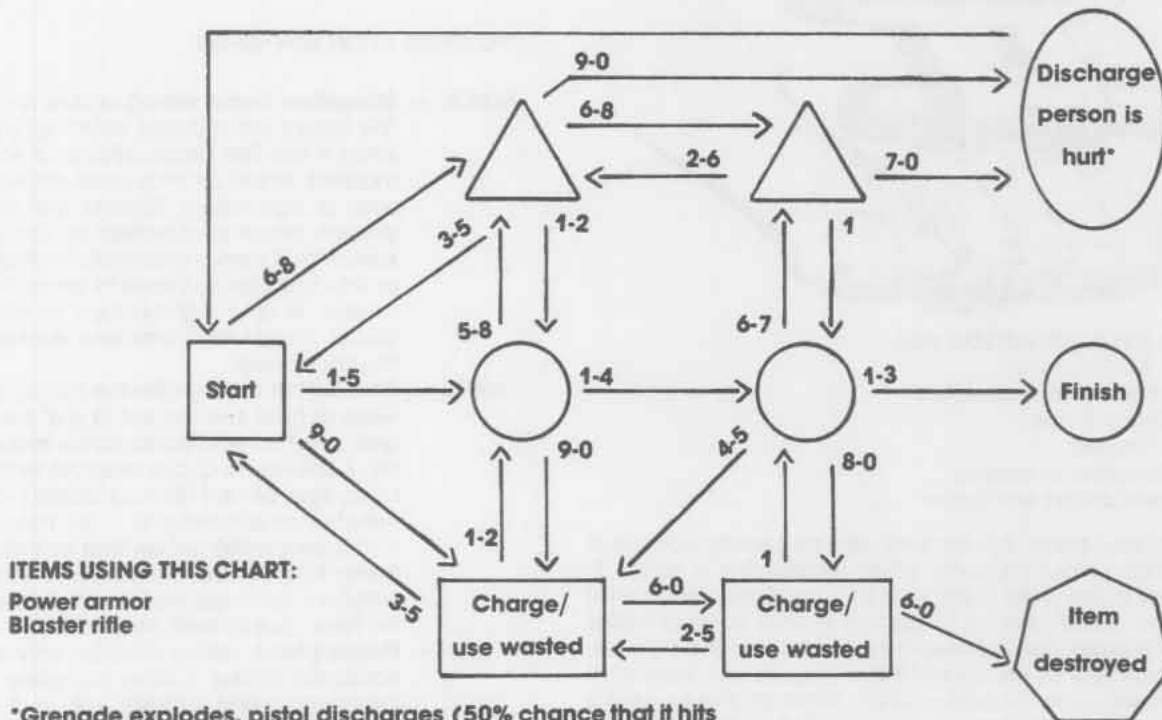 9-0
Discharge
person is
hurt*
6-8
2-6
7-0
3-5
1-2
1
6-8
5-8
6-7
Start
1-5
1-4
1-3
Finish
9-0
9-0
4-5
8-0
1-2
1
ITEMS USING THIS CHART:
Power armor
Blaster rifle
3-5
Charge/
use wasted
6-0
2-5
Charge/
use wasted
6-0
Item
destroyed
*Grenade explodes, pistol discharges (50% chance that it hits